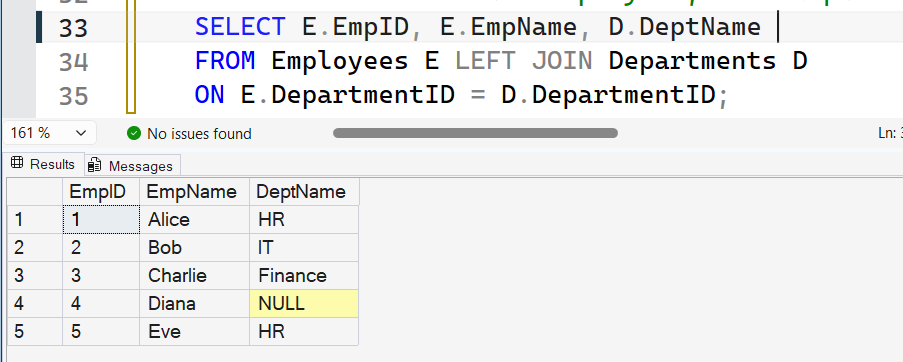 33 SELECT E.EmpID, E.EmpName, D.DeptName
34 FROM Employees E LEFT JOIN Departments D
35 ON E.DepartmentID = D.DepartmentID;
161 % No issues found Ln:
Results Messages
EmpID EmpName DeptName
1 1 Alice HR
2 2 Bob IT
3 3 Charlie Finance
4 4 Diana NULL
5 5 Eve HR